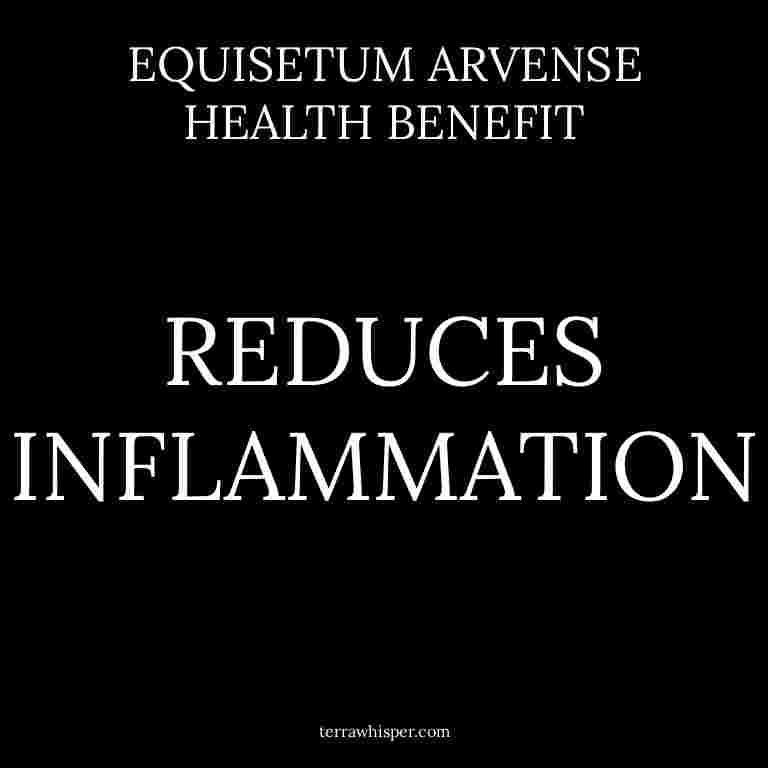 EQUISETUM ARVENSE
HEALTH BENEFIT
REDUCES
INFLAMMATION
terrawhisper.com